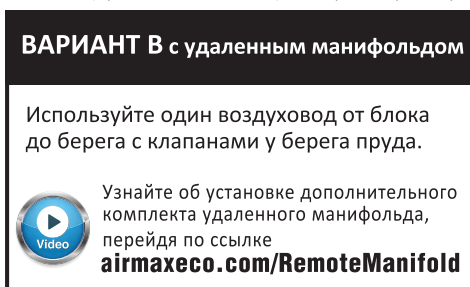 ВАРИАНТ В с удаленным манифольдом
Используйте один воздуховод от блока
до берега с клапанами у берега пруда.
Узнайте об установке дополнительного
комплекта удаленного манифольда,
перейдя по ссылке
airmaxeco.com/RemoteManifold
Video